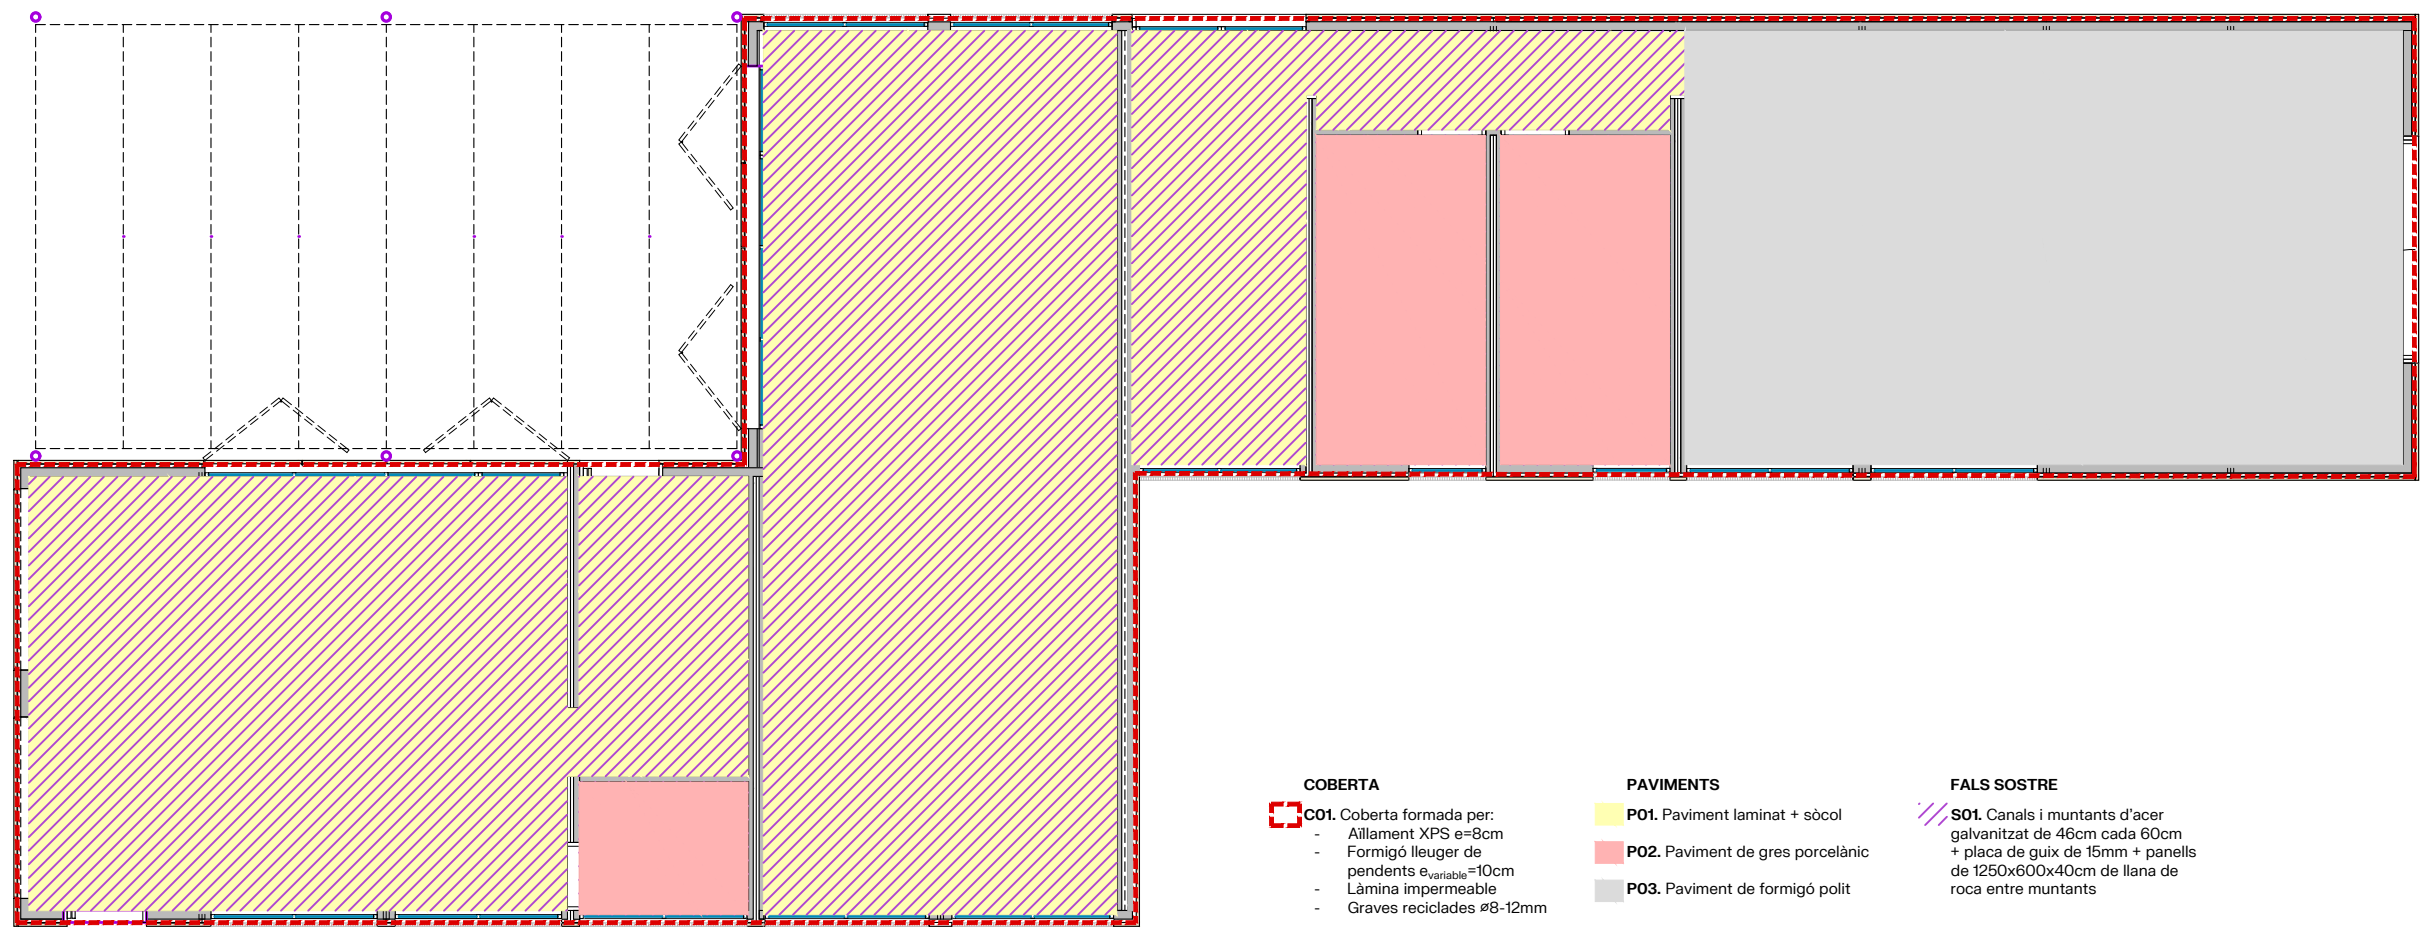 COBERTA
C01. Coberta formada per:
- Aïllament XPS e=8cm
- Formigó lleuger de
pendents evariable=10cm
- Làmina impermeable
- Graves reciclades ⌀8-12mm
PAVIMENTS
P01. Paviment laminat + sòcol
P02. Paviment de gres porcelànic
P03. Paviment de formigó polit
FALS SOSTRE
S01. Canals i muntants d'acer
galvanitzat de 46cm cada 60cm
+ placa de guix de 15mm + panells
de 1250x600x40cm de llana de
roca entre muntants